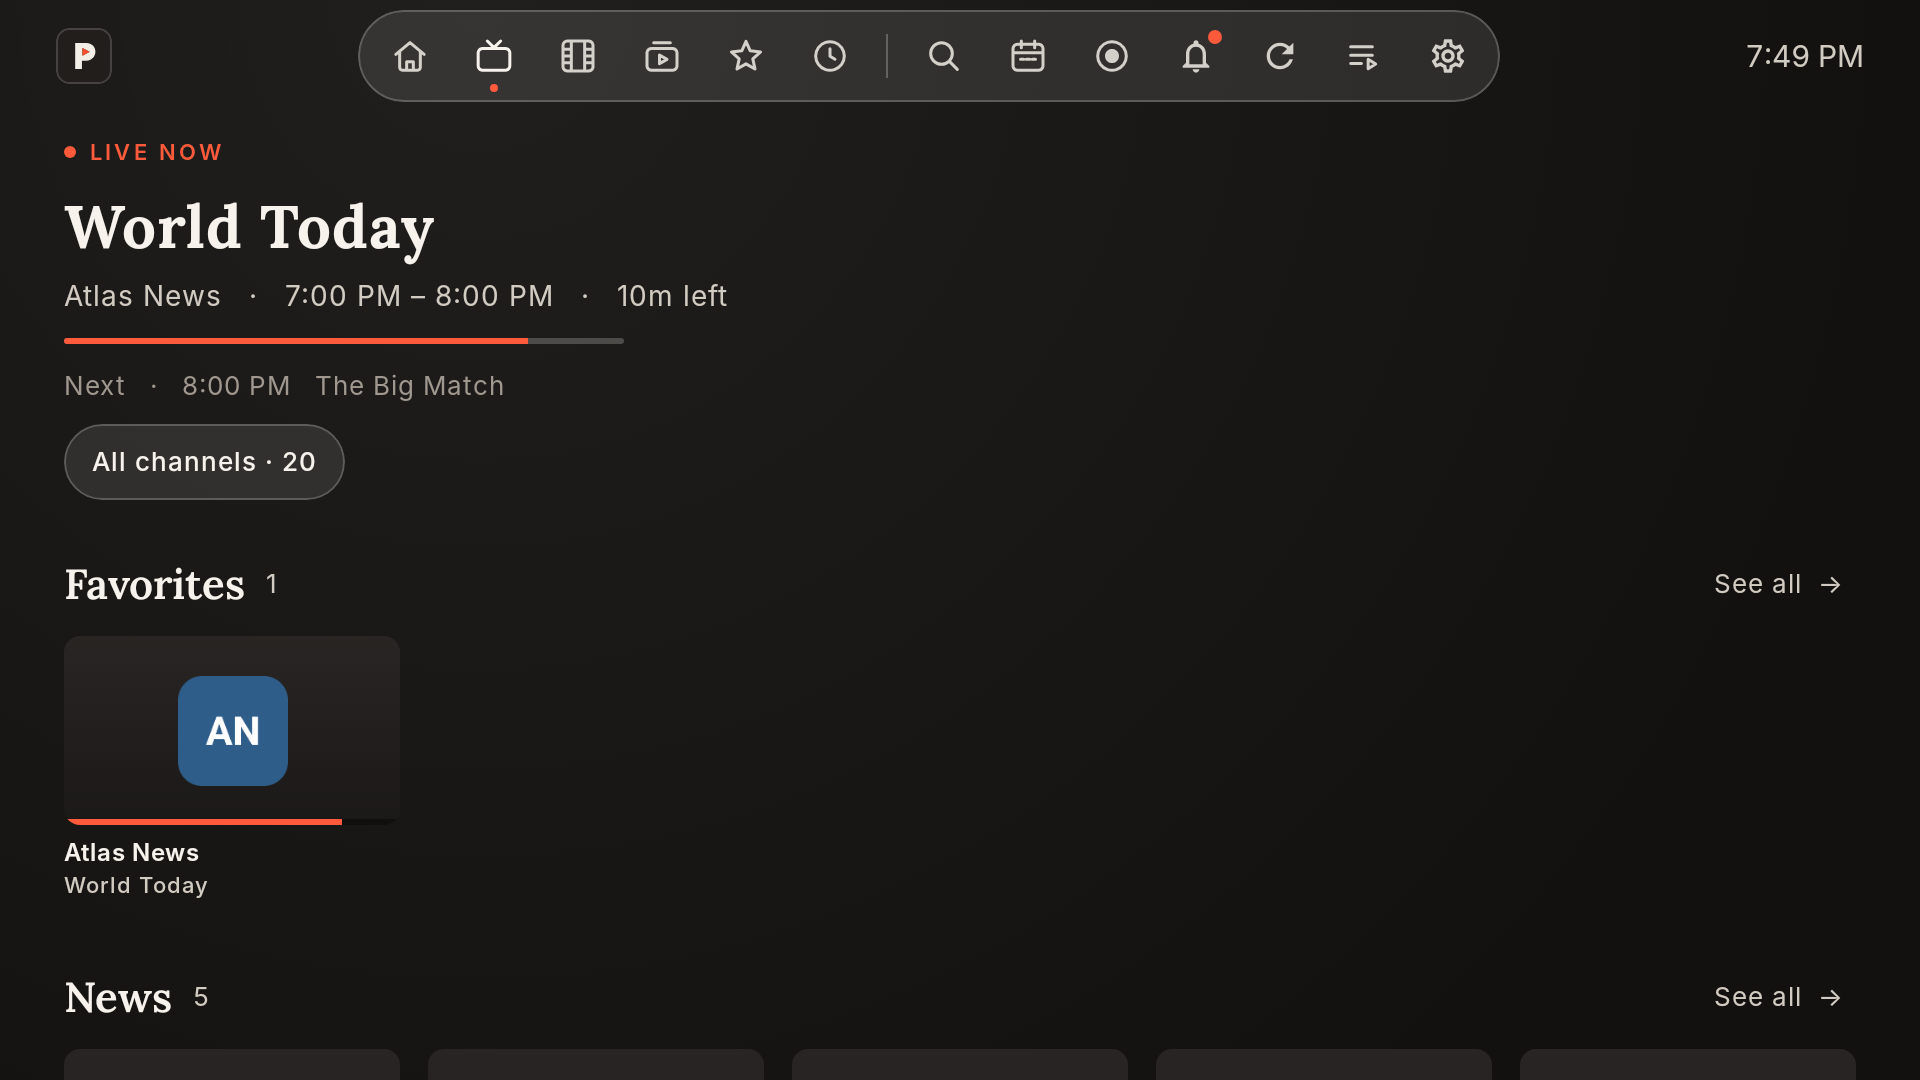 P
7:49 PM
LIVE NOW
World Today
Atlas News · 7:00 PM – 8:00 PM · 10m left
Next · 8:00 PM The Big Match
All channels · 20
Favorites 1
See all →
AN
Atlas News
World Today
News 5
See all →